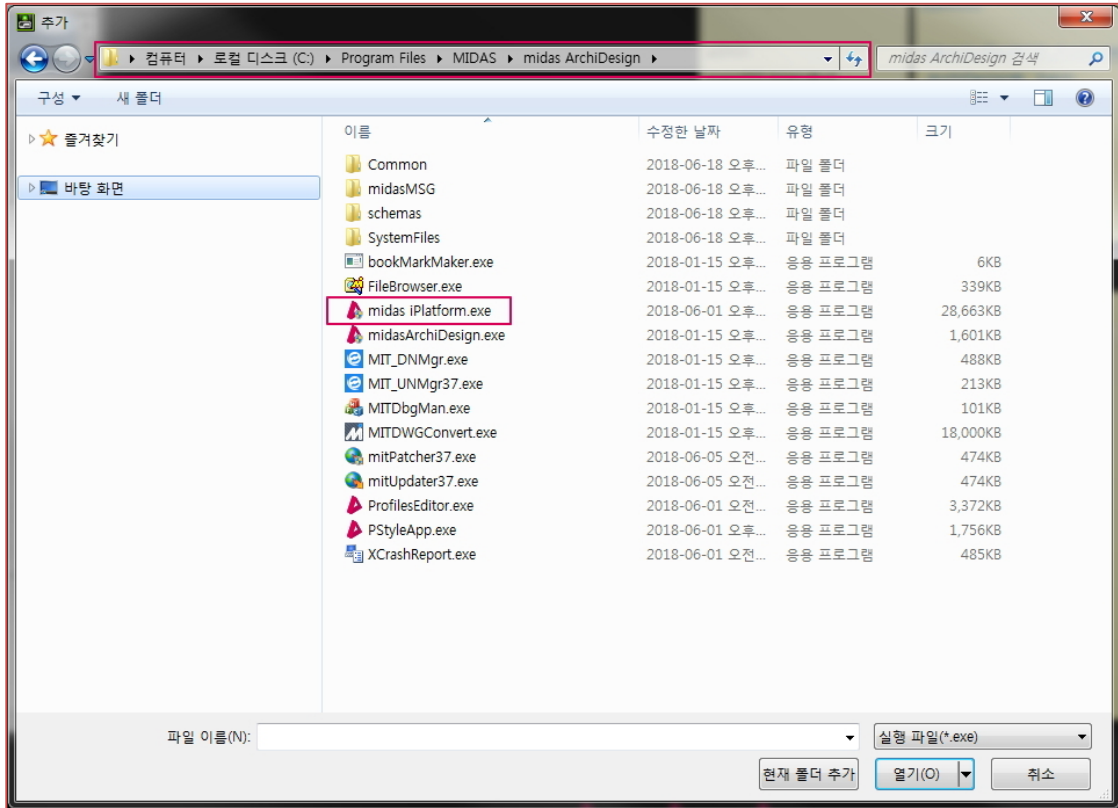 추가
컴퓨터 로컬 디스크 (C:) Program Files MIDAS midas ArchiDesign midas ArchiDesign 검색
구성 새 폴더
즐겨찾기
바탕 화면
이름 수정한 날짜 유형 크기
Common 2018-06-18 오후... 파일 폴더
midasMSG 2018-06-18 오후... 파일 폴더
schemas 2018-06-18 오후... 파일 폴더
SystemFiles 2018-06-18 오후... 파일 폴더
bookMarkMaker.exe 2018-01-15 오후... 응용 프로그램 6KB
FileBrowser.exe 2018-01-15 오후... 응용 프로그램 339KB
midas iPlatform.exe 2018-06-01 오후... 응용 프로그램 28,663KB
midasArchiDesign.exe 2018-01-15 오후... 응용 프로그램 1,601KB
MIT_DNMgr.exe 2018-01-15 오후... 응용 프로그램 488KB
MIT_UNMgr37.exe 2018-01-15 오후... 응용 프로그램 213KB
MITDbgMan.exe 2018-01-15 오후... 응용 프로그램 101KB
MITDWGConvert.exe 2018-01-15 오후... 응용 프로그램 18,000KB
mitPatcher37.exe 2018-06-05 오전... 응용 프로그램 474KB
mitUpdater37.exe 2018-06-05 오전... 응용 프로그램 474KB
ProfilesEditor.exe 2018-06-01 오전... 응용 프로그램 3,372KB
PStyleApp.exe 2018-06-01 오후... 응용 프로그램 1,756KB
XCrashReport.exe 2018-06-01 오전... 응용 프로그램 485KB
파일 이름(N): 실행 파일(*.exe)
현재 폴더 추가 열기(O) 취소